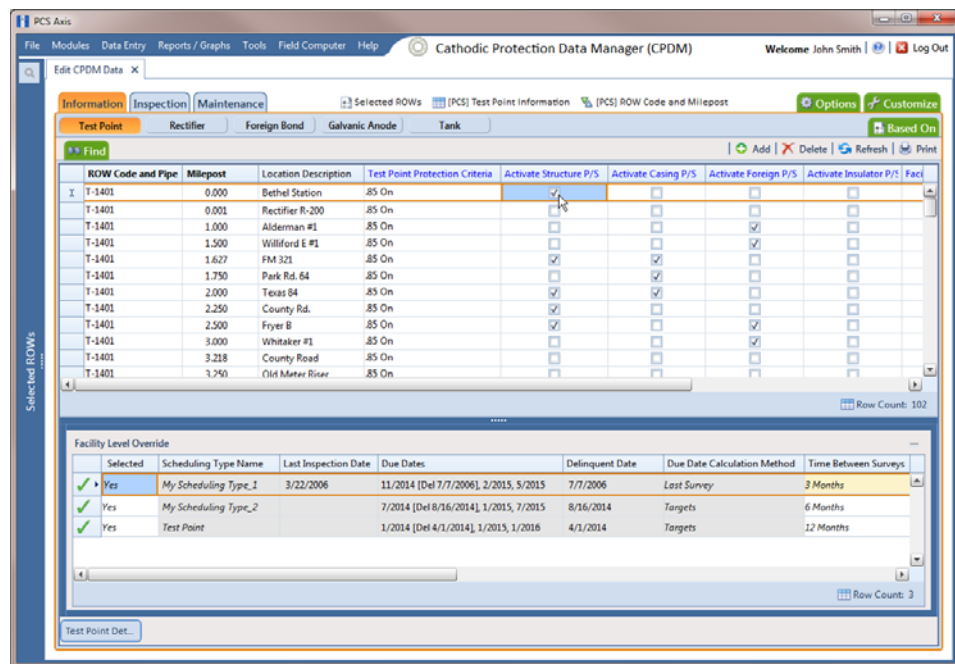 PCS Axis
File Modules Data Entry Reports / Graphs Tools Field Computer Help Cathodic Protection Data Manager (CPDM) Welcome John Smith Log Out
Edit CPDM Data
Information Inspection Maintenance Selected ROWs [PCS] Test Point Information [PCS] ROW Code and Milepost Options Customize
Test Point Rectifier Foreign Bond Galvanic Anode Tank Based On
Find Add Delete Refresh Print
ROW Code and Pipe Milepost Location Description Test Point Protection Criteria Activate Structure P/S Activate Casing P/S Activate Foreign P/S Activate Insulator P/S Faci
T-1401 0.000 Bethel Station .85 On
T-1401 0.001 Rectifier R-200 .85 On
T-1401 1.000 Alderman #1 .85 On
T-1401 1.500 Williford E #1 .85 On
T-1401 1.627 FM 321 .85 On
T-1401 1.750 Park Rd. 64 .85 On
T-1401 2.000 Texas 84 .85 On
T-1401 2.250 County Rd. .85 On
T-1401 2.500 Fryer B .85 On
T-1401 3.000 Whitaker #1 .85 On
T-1401 3.218 County Road .85 On
T-1401 3.250 Old Meter Riser .85 On
Row Count: 102
Selected ROWs
Facility Level Override
Selected Scheduling Type Name Last Inspection Date Due Dates Delinquent Date Due Date Calculation Method Time Between Surveys
Yes My Scheduling Type_1 3/22/2006 11/2014 [Del 7/7/2006], 2/2015, 5/2015 7/7/2006 Last Survey 3 Months
Yes My Scheduling Type_2 7/2014 [Del 8/16/2014], 1/2015, 7/2015 8/16/2014 Targets 6 Months
Yes Test Point 1/2014 [Del 4/1/2014], 1/2015, 1/2016 4/1/2014 Targets 12 Months
Row Count: 3
Test Point Det...